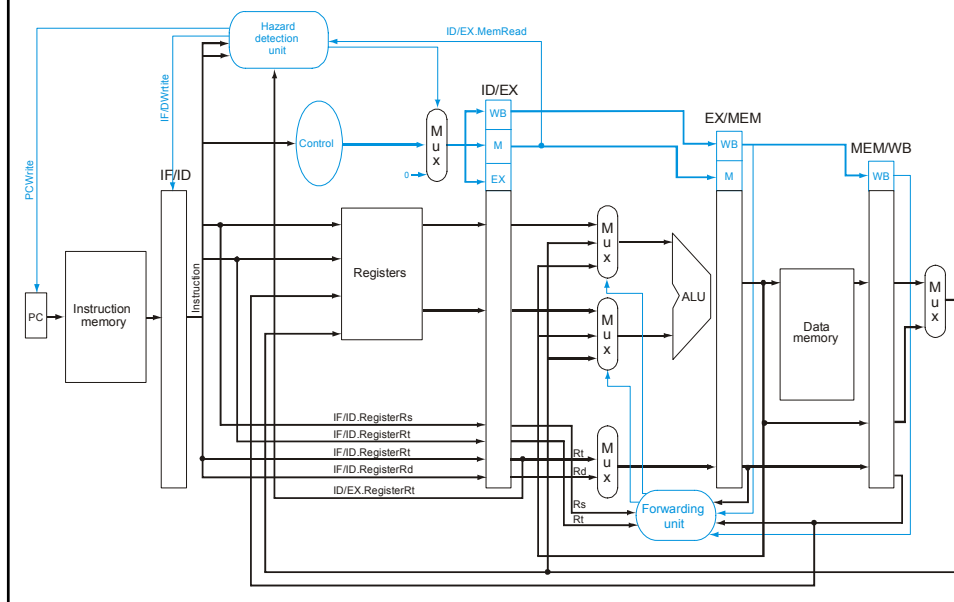 Hazard
detection
unit
ID/EX.MemRead
ID/EX
EX/MEM
MEM/WB
PCWrite
IF/DWrtite
IF/ID
Control
0
M
u
x
WB
M
EX
WB
M
WB
PC
Instruction
memory
Instruction
Registers
M
u
x
M
u
x
ALU
Data
memory
M
u
x
IF/ID.RegisterRs
IF/ID.RegisterRt
IF/ID.RegisterRt
IF/ID.RegisterRd
ID/EX.RegisterRt
Rt
Rd
M
u
x
Rs
Rt
Forwarding
unit